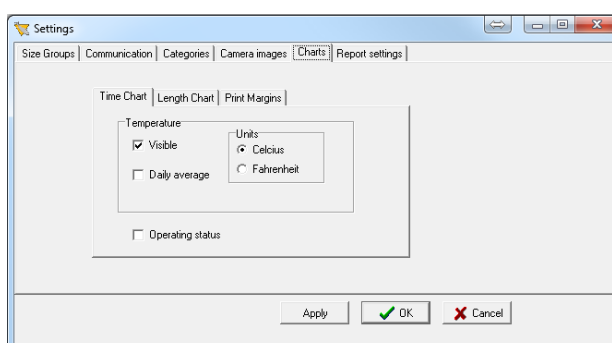 Settings
Size Groups Communication Categories Camera images Charts Report settings
Time Chart Length Chart Print Margins
Temperature
Units
Visible
Celcius
Daily average
Fahrenheit
Operating status
Apply OK Cancel